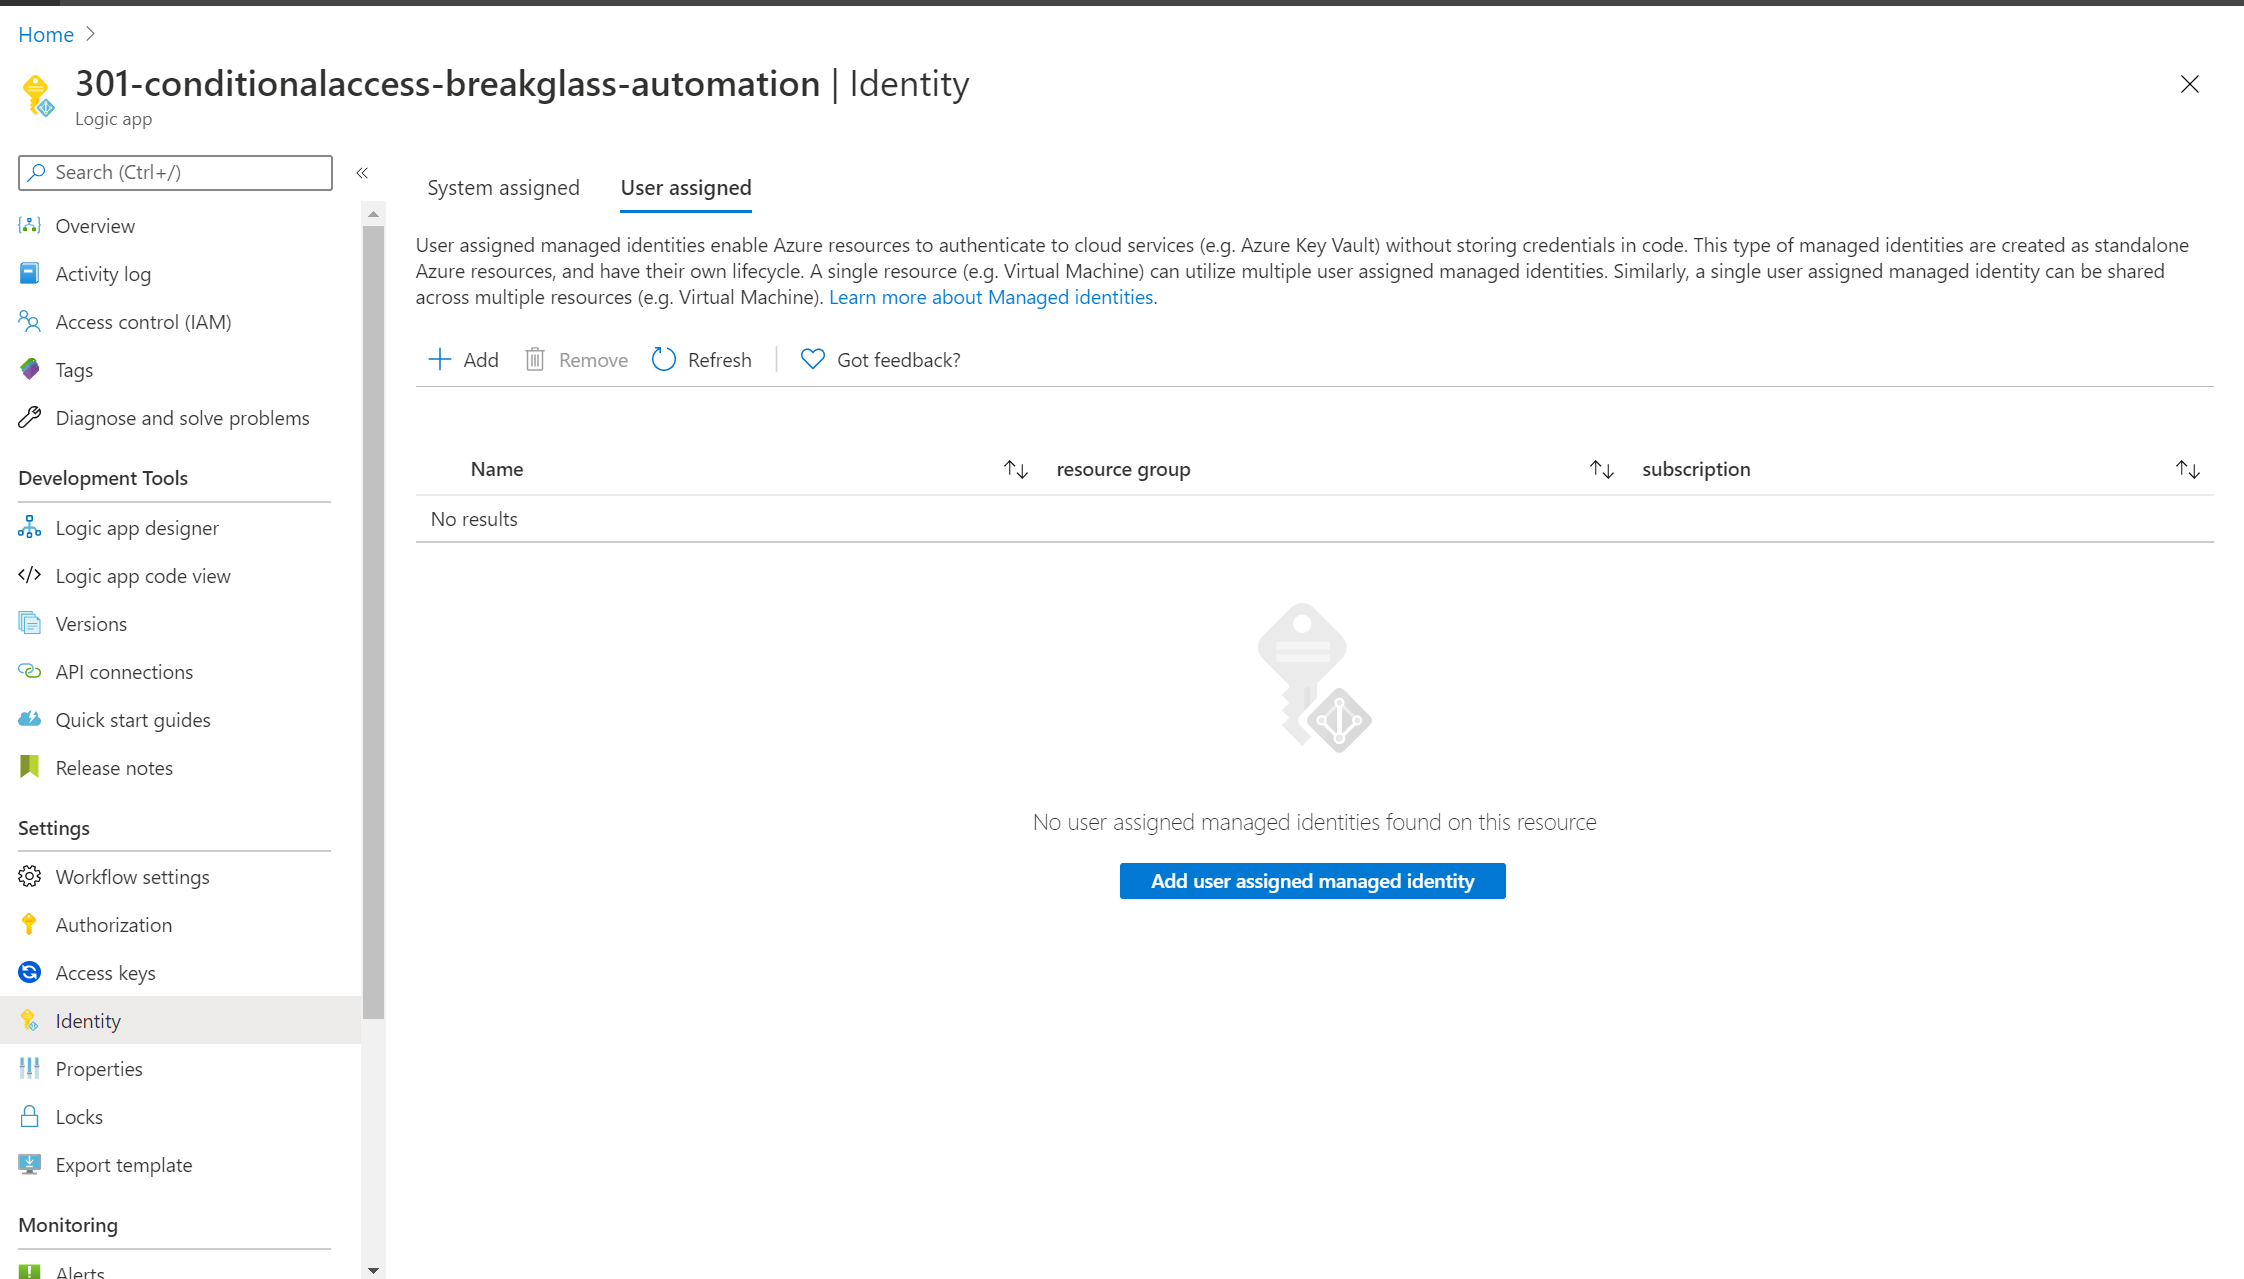 Home
301-conditionalaccess-breakglass-automation | Identity
Logic app
Search (Ctrl+/)
Overview
Activity log
Access control (IAM)
Tags
Diagnose and solve problems
Development Tools
Logic app designer
Logic app code view
Versions
API connections
Quick start guides
Release notes
Settings
Workflow settings
Authorization
Access keys
Identity
Properties
Locks
Export template
Monitoring
Alerts
System assigned User assigned
User assigned managed identities enable Azure resources to authenticate to cloud services (e.g. Azure Key Vault) without storing credentials in code. This type of managed identities are created as standalone
Azure resources, and have their own lifecycle. A single resource (e.g. Virtual Machine) can utilize multiple user assigned managed identities. Similarly, a single user assigned managed identity can be shared
across multiple resources (e.g. Virtual Machine). Learn more about Managed identities.
Add Remove Refresh Got feedback?
Name resource group subscription
No results
No user assigned managed identities found on this resource
Add user assigned managed identity